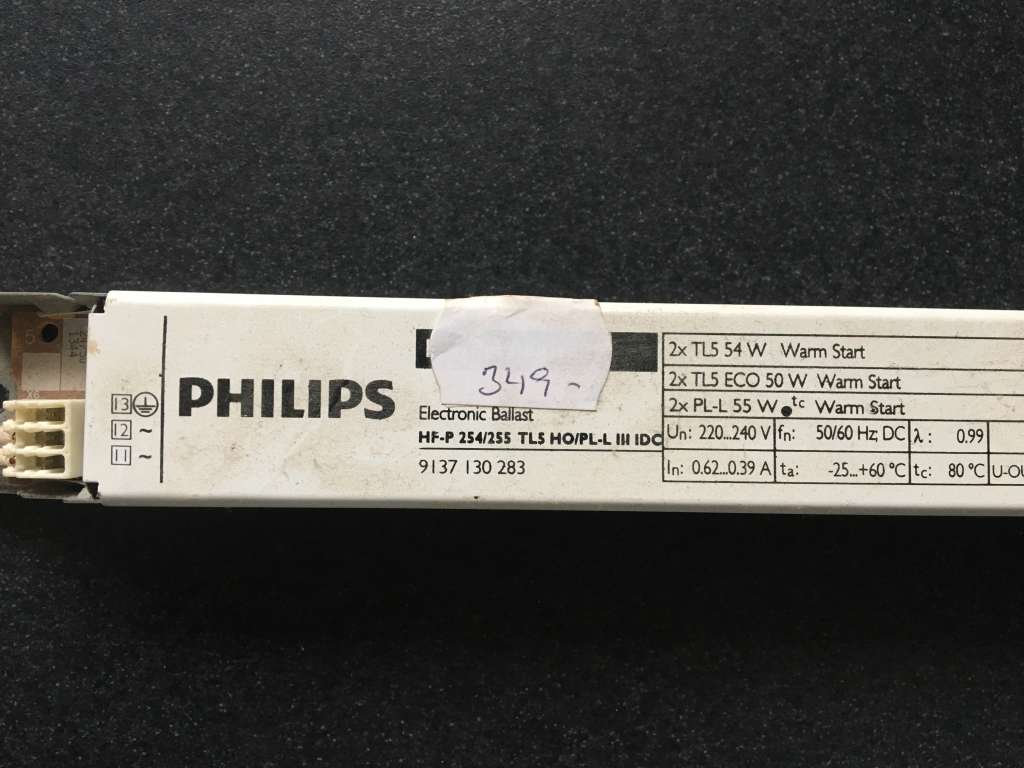 PHILIPS
13
12 ~
11 ~
349-
Electronic Ballast
HF-P 254/255 TL5 HO/PL-L III IDC
9137 130 283
2x TL5 54 W Warm Start
2x TL5 ECO 50 W Warm Start
2x PL-L 55 W •tc Warm Start
Un: 220...240 V fn: 50/60 Hz; DC λ: 0.99
In: 0.62...0.39 A ta: -25...+60 °C tc: 80 °C U-OU
1344